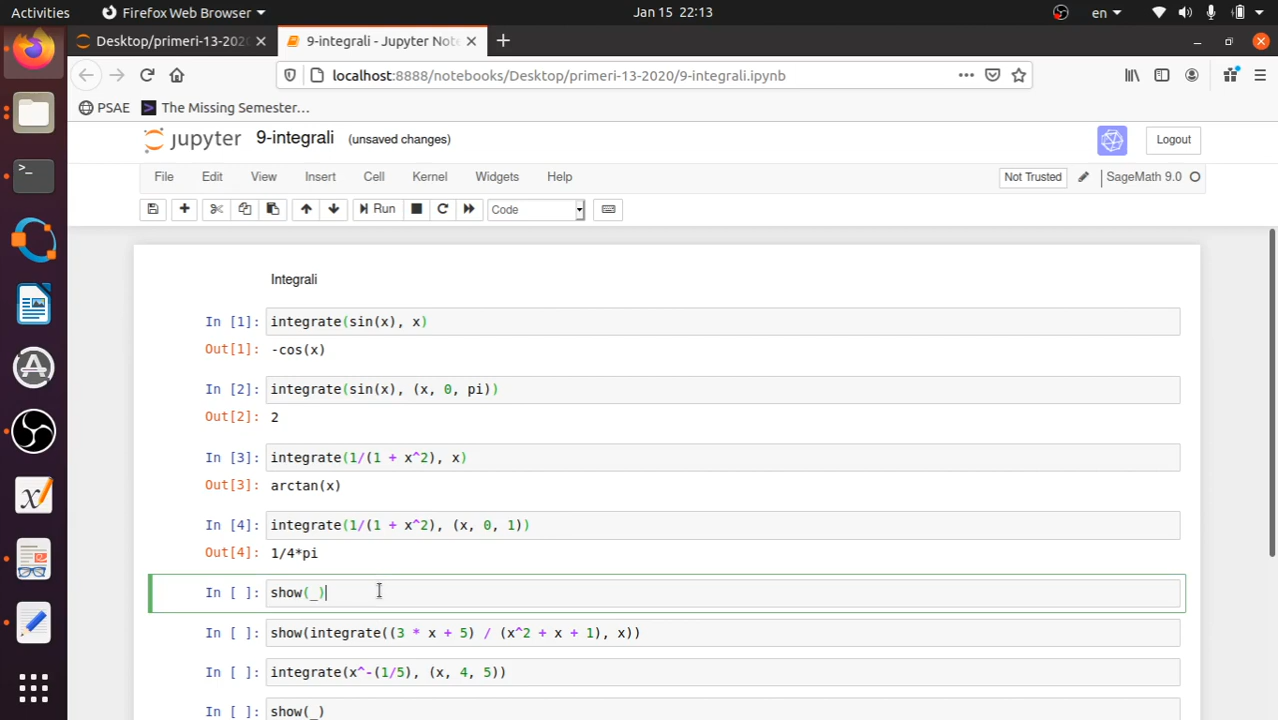 Activities
Firefox Web Browser
Jan 15 22:13
en
Desktop/primeri-13-202
9-integrali - Jupyter Note
localhost:8888/notebooks/Desktop/primeri-13-2020/9-integrali.ipynb
PSAE
The Missing Semester…
jupyter
9-integrali
(unsaved changes)
Logout
File
Edit
View
Insert
Cell
Kernel
Widgets
Help
Not Trusted
SageMath 9.0
Run
Code
Integrali
In [1]: integrate(sin(x), x)
Out[1]: -cos(x)
In [2]: integrate(sin(x), (x, 0, pi))
Out[2]: 2
In [3]: integrate(1/(1 + x^2), x)
Out[3]: arctan(x)
In [4]: integrate(1/(1 + x^2), (x, 0, 1))
Out[4]: 1/4*pi
In [ ]: show(_)
In [ ]: show(integrate((3 * x + 5) / (x^2 + x + 1), x))
In [ ]: integrate(x^-(1/5), (x, 4, 5))
In [ ]: show(_)